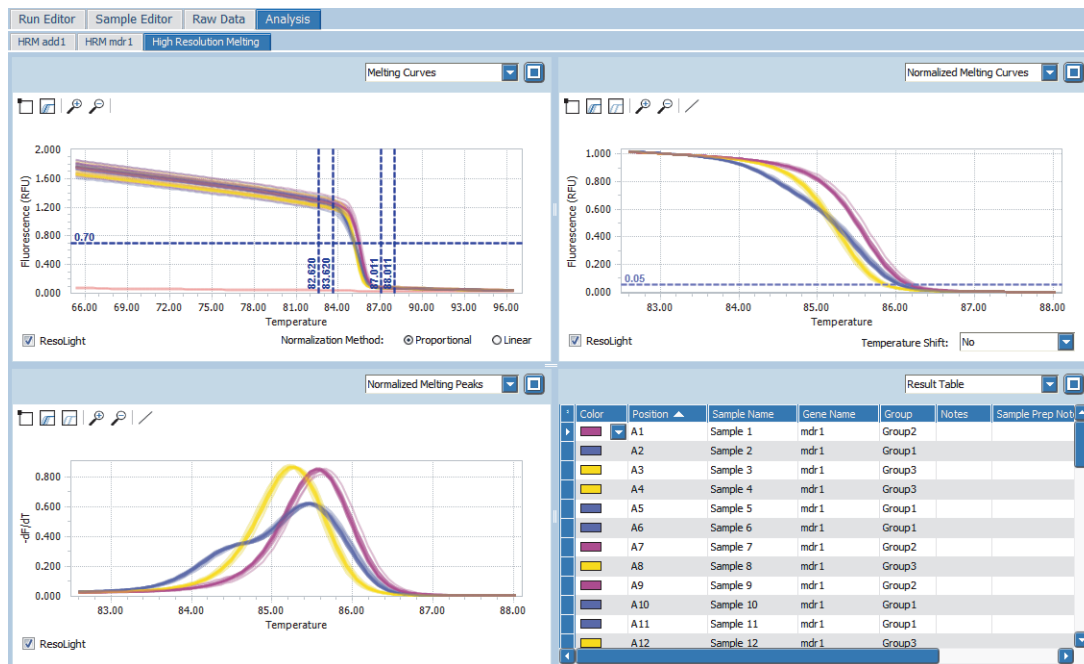 Run Editor Sample Editor Raw Data Analysis
HRM add1 HRM mdr1 High Resolution Melting
Melting Curves
Fluorescence (RFU)
2.000
1.600
1.200
0.800
0.400
0.000
0.70
82.620
83.620
87.011
88.011
66.00 69.00 72.00 75.00 78.00 81.00 84.00 87.00 90.00 93.00 96.00
Temperature
ResoLight Normalization Method: Proportional Linear
Normalized Melting Curves
Fluorescence (RFU)
1.000
0.800
0.600
0.400
0.200
0.000
0.05
83.00 84.00 85.00 86.00 87.00 88.00
Temperature
ResoLight Temperature Shift: No
Normalized Melting Peaks
-dF/dT
0.800
0.600
0.400
0.200
0.000
83.00 84.00 85.00 86.00 87.00 88.00
Temperature
ResoLight
Result Table
Color Position Sample Name Gene Name Group Notes Sample Prep
A1 Sample 1 mdr1 Group2
A2 Sample 2 mdr1 Group1
A3 Sample 3 mdr1 Group3
A4 Sample 4 mdr1 Group3
A5 Sample 5 mdr1 Group1
A6 Sample 6 mdr1 Group1
A7 Sample 7 mdr1 Group2
A8 Sample 8 mdr1 Group3
A9 Sample 9 mdr1 Group2
A10 Sample 10 mdr1 Group1
A11 Sample 11 mdr1 Group1
A12 Sample 12 mdr1 Group3